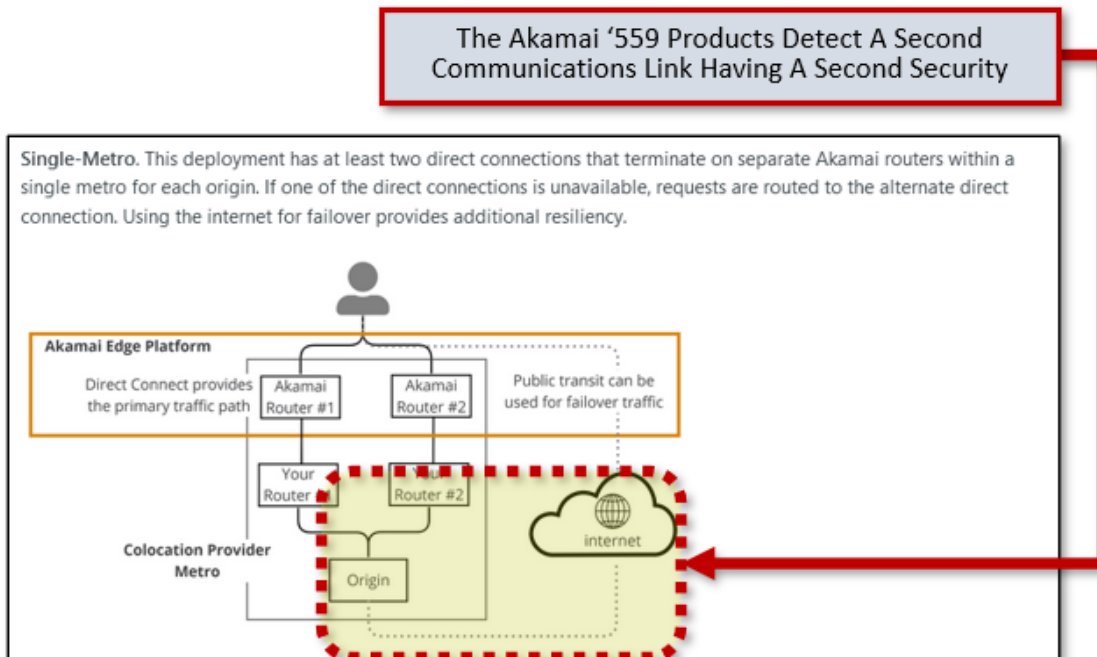 The Akamai ‘559 Products Detect A Second
Communications Link Having A Second Security
Single-Metro. This deployment has at least two direct connections that terminate on separate Akamai routers within a
single metro for each origin. If one of the direct connections is unavailable, requests are routed to the alternate direct
connection. Using the internet for failover provides additional resiliency.
Akamai Edge Platform
Direct Connect provides
the primary traffic path
Akamai
Router #1
Akamai
Router #2
Public transit can be
used for failover traffic
Your
Router
Your
Router #2
internet
Colocation Provider
Metro
Origin